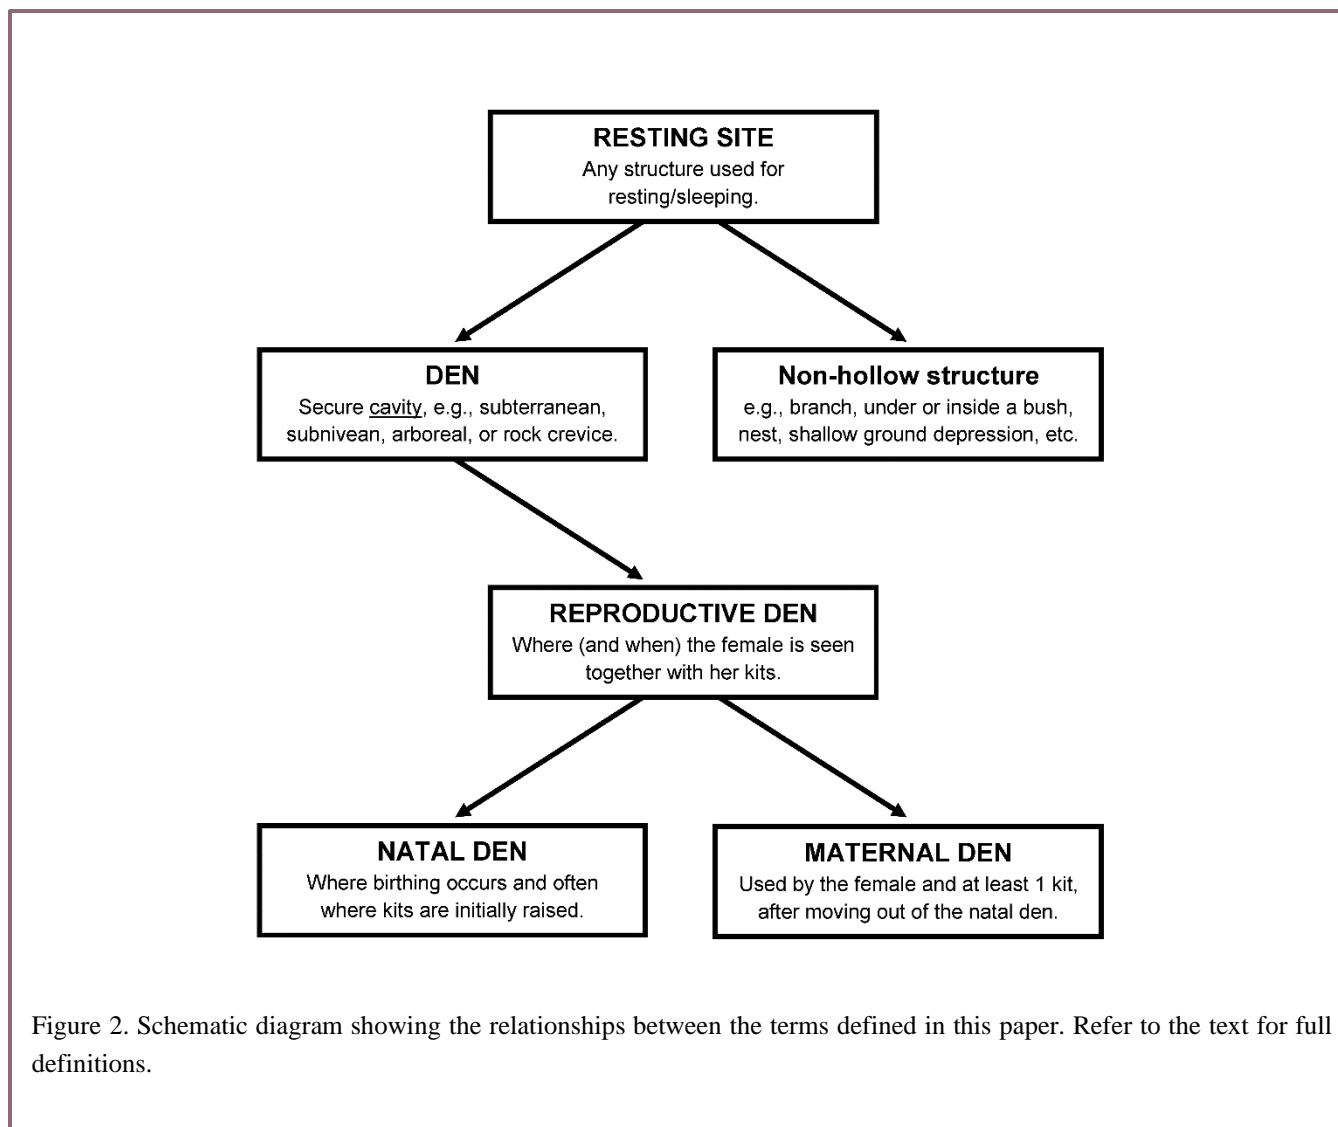 RESTING SITE
Any structure used for
resting/sleeping.
DEN
Secure cavity, e.g., subterranean,
subnivean, arboreal, or rock crevice.
Non-hollow structure
e.g., branch, under or inside a bush,
nest, shallow ground depression, etc.
REPRODUCTIVE DEN
Where (and when) the female is seen
together with her kits.
NATAL DEN
Where birthing occurs and often
where kits are initially raised.
MATERNAL DEN
Used by the female and at least 1 kit,
after moving out of the natal den.
Figure 2. Schematic diagram showing the relationships between the terms defined in this paper. Refer to the text for full
definitions.